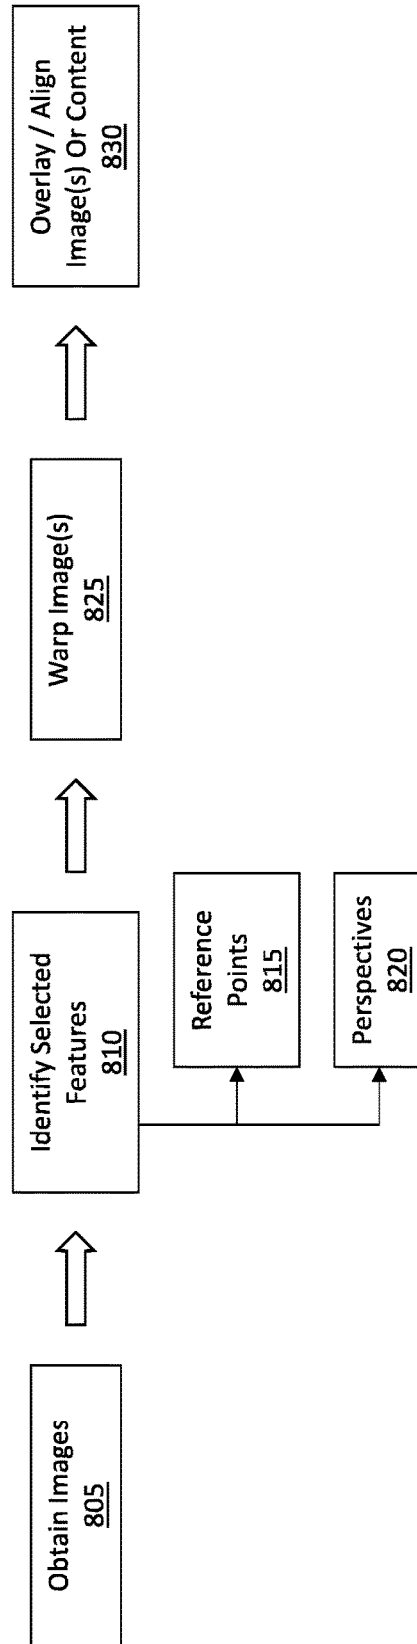 Obtain Images
805
Identify Selected
Features
810
Reference
Points
815
Perspectives
820
Warp Image(s)
825
Overlay / Align
Image(s) Or Content
830